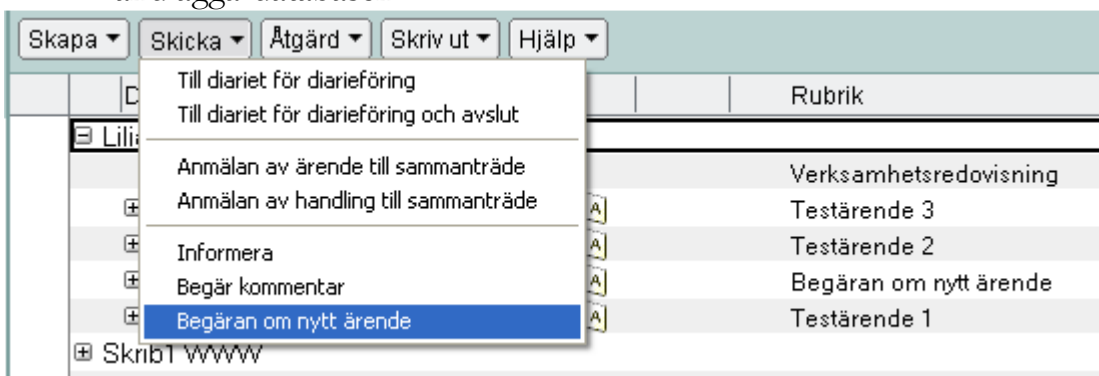 Skapa Skicka Åtgärd Skriv ut Hjälp
Till diariet för diarieföring
Till diariet för diarieföring och avslut
Anmälan av ärende till sammanträde
Anmälan av handling till sammanträde
Informera
Begär kommentar
Begäran om nytt ärende
Rubrik
Verksamhetsredovisning
Testärende 3
Testärende 2
Begäran om nytt ärende
Testärende 1
Skrib1 WWW